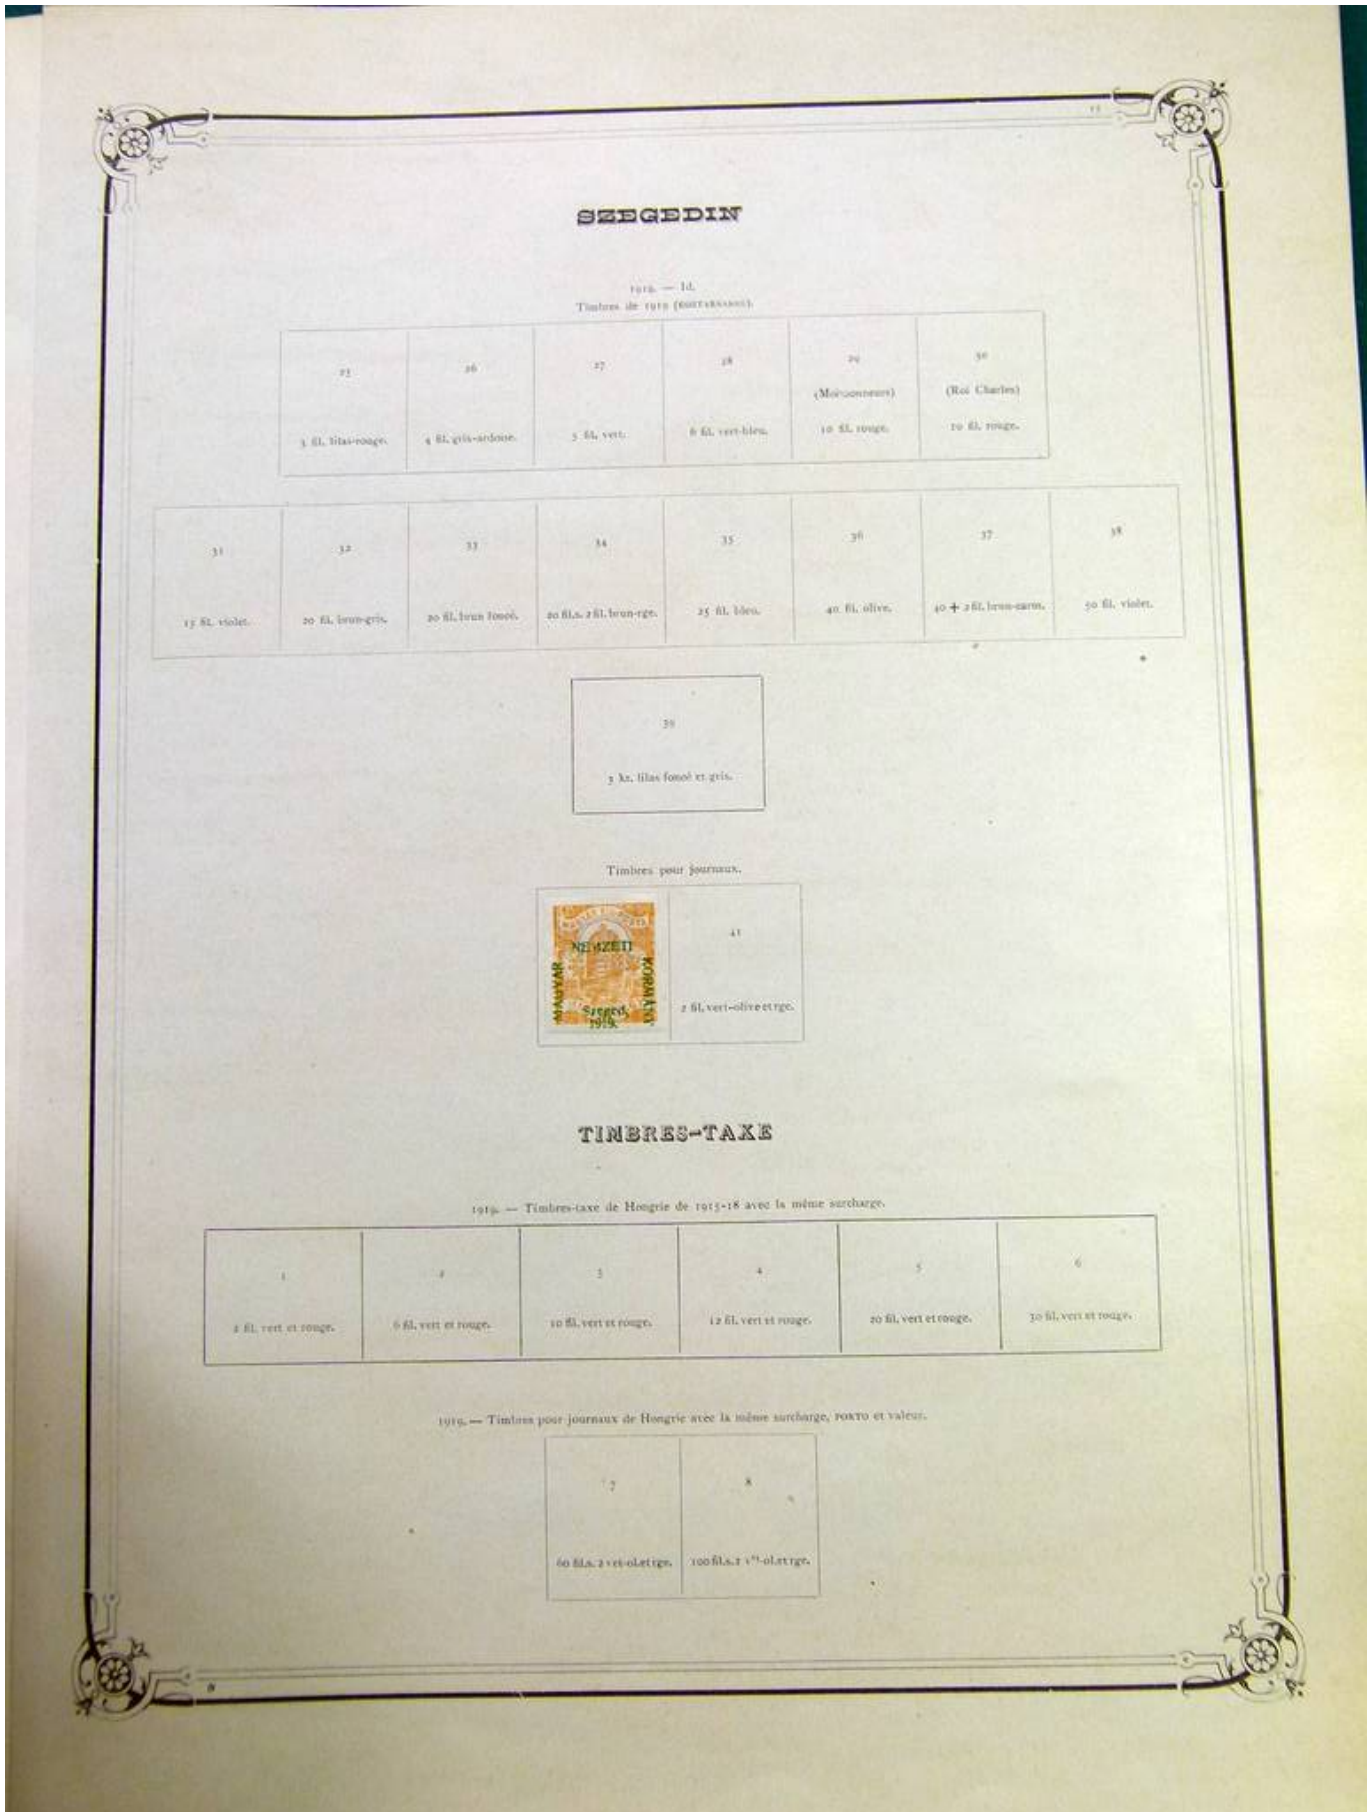 SZEGEDIN
1919. — Id.
Timbres de 1919 (KOZTARSASAG).
26
27
28
29
30
(Moissonneurs)
(Roi Charles)
3 fil. lilas-rouge.
4 fil. gris-ardoise.
5 fil. vert.
6 fil. vert-bleu.
10 fil. rouge.
10 fil. rouge.
31
32
33
34
35
36
37
38
15 fil. violet.
20 fil. brun-gris.
20 fil. brun foncé.
20 fil.s. 2 fil. brun-rge.
25 fil. bleu.
40 fil. olive.
40 + 2 fil. brun-carm.
50 fil. violet.
39
3 kr. lilas foncé et gris.
Timbres pour journaux.
MAGYAR
NEMZETI
KORMÁNY
Szeged,
1919.
41
2 fil. vert-olive et rge.
TIMBRES-TAXE
1919. — Timbres-taxe de Hongrie de 1915-18 avec la même surcharge.
1
2
3
4
5
6
2 fil. vert et rouge.
6 fil. vert et rouge.
10 fil. vert et rouge.
12 fil. vert et rouge.
20 fil. vert et rouge.
30 fil. vert et rouge.
1919. — Timbres pour journaux de Hongrie avec la même surcharge, PORTO et valeur.
7
8
60 fil.s. 2 vrt-ol.et rge.
100 fil.s. 2 vrt-ol.et rge.